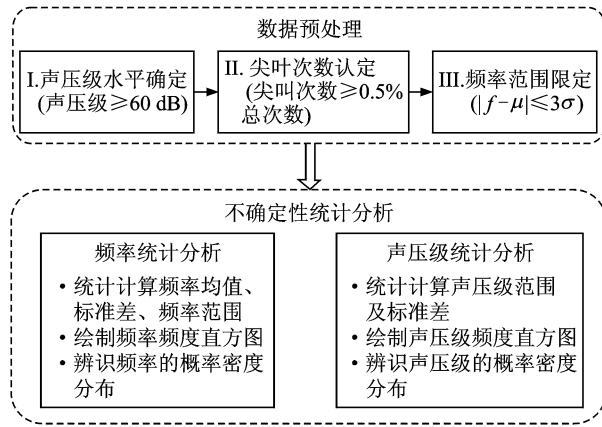 数据预处理
I.声压级水平确定
(声压级≥60 dB)
II. 尖叶次数认定
(尖叫次数≥0.5%
总次数)
III.频率范围限定
(|f-μ|≤3σ)
不确定性统计分析
频率统计分析
·统计计算频率均值、
标准差、频率范围
·绘制频率频度直方图
·辨识频率的概率密度
分布
声压级统计分析
·统计计算声压级范围
及标准差
·绘制声压级频度直方图
·辨识声压级的概率密度
分布